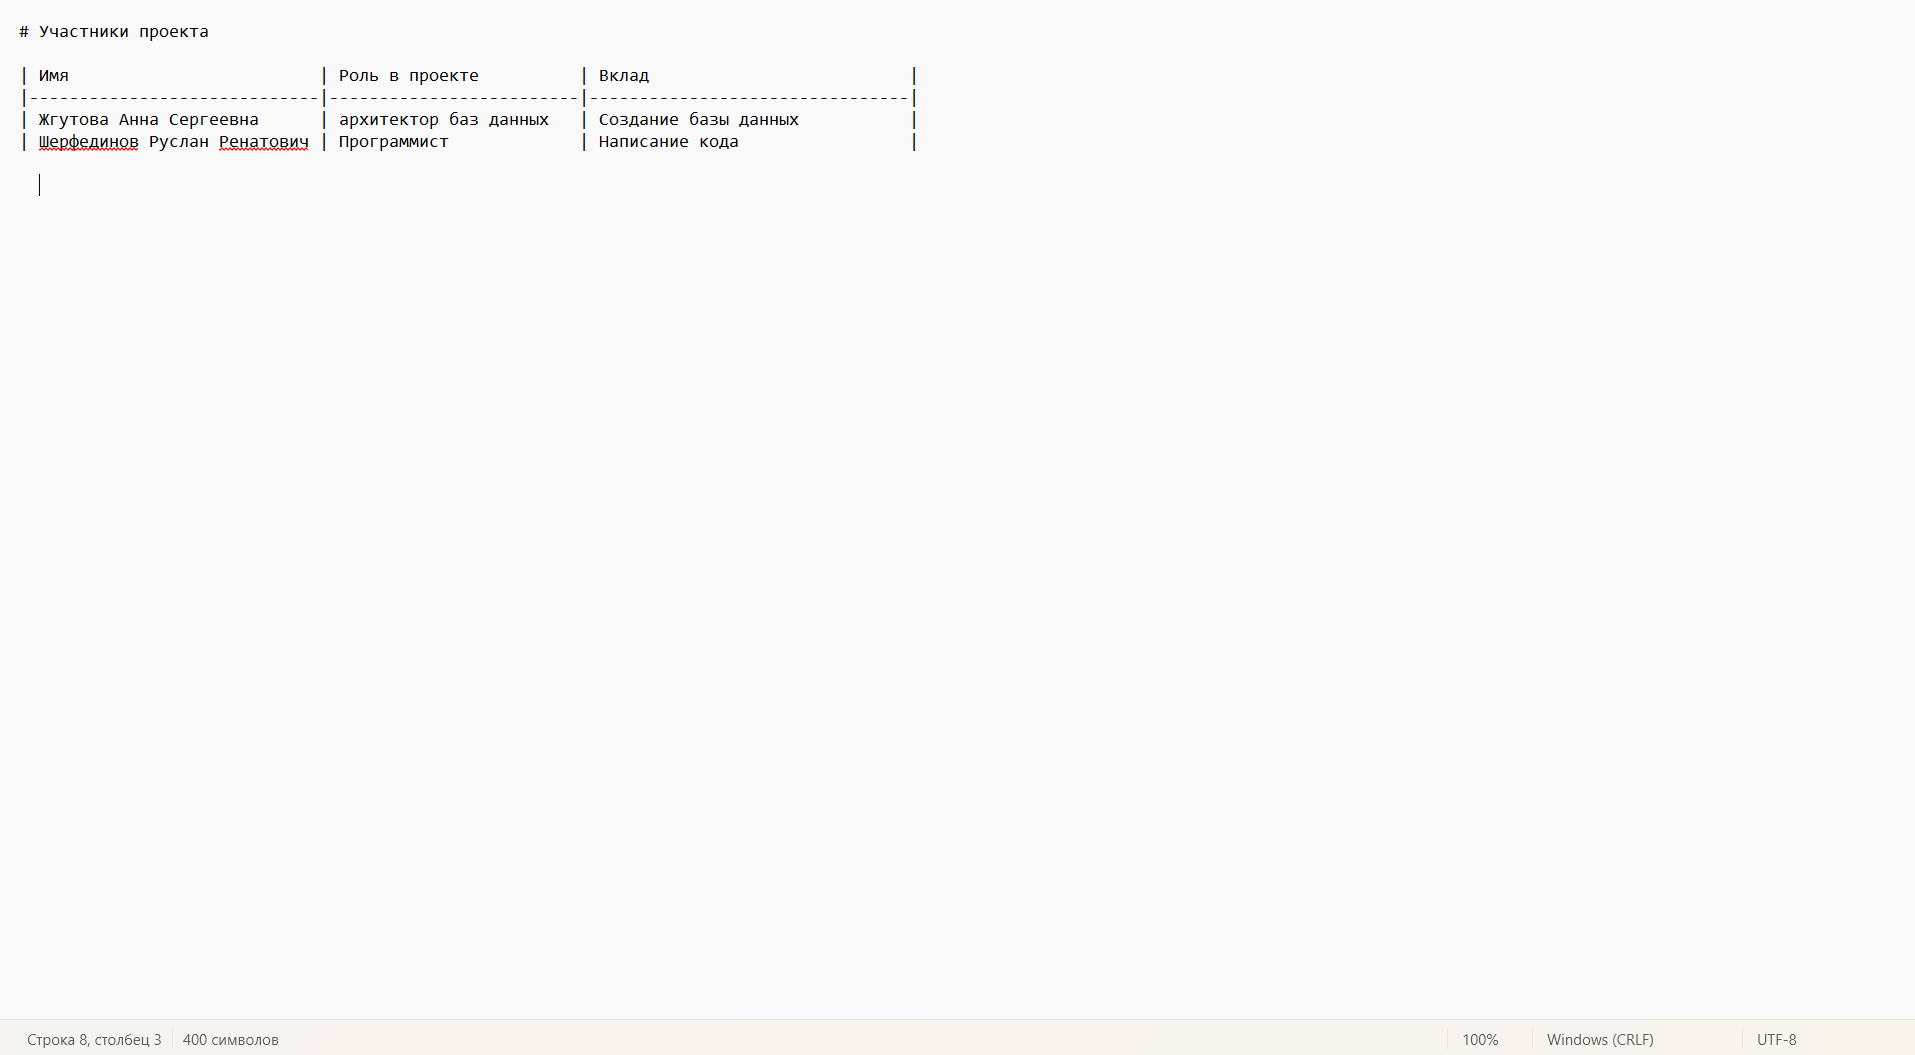 # Участники проекта
| Имя                         | Роль в проекте          | Вклад                          |
|-----------------------------|-------------------------|--------------------------------|
| Жгутова Анна Сергеевна      | архитектор баз данных   | Создание базы данных           |
| Шерфединов Руслан Ренатович | Программист             | Написание кода                 |
Строка 8, столбец 3 400 символов 100% Windows (CRLF) UTF-8